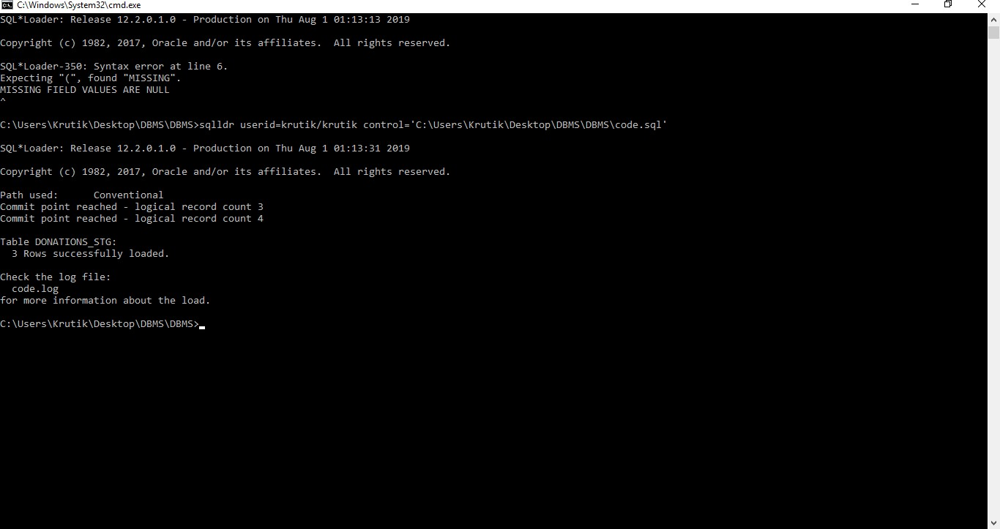 C:\Windows\System32\cmd.exe
SQL*Loader: Release 12.2.0.1.0 - Production on Thu Aug 1 01:13:13 2019
Copyright (c) 1982, 2017, Oracle and/or its affiliates.  All rights reserved.
SQL*Loader-350: Syntax error at line 6.
Expecting "(", found "MISSING".
MISSING FIELD VALUES ARE NULL
^
C:\Users\Krutik\Desktop\DBMS\DBMS>sqlldr userid=krutik/krutik control='C:\Users\Krutik\Desktop\DBMS\DBMS\code.sql'
SQL*Loader: Release 12.2.0.1.0 - Production on Thu Aug 1 01:13:31 2019
Copyright (c) 1982, 2017, Oracle and/or its affiliates.  All rights reserved.
Path used:      Conventional
Commit point reached - logical record count 3
Commit point reached - logical record count 4
Table DONATIONS_STG:
  3 Rows successfully loaded.
Check the log file:
  code.log
for more information about the load.
C:\Users\Krutik\Desktop\DBMS\DBMS>